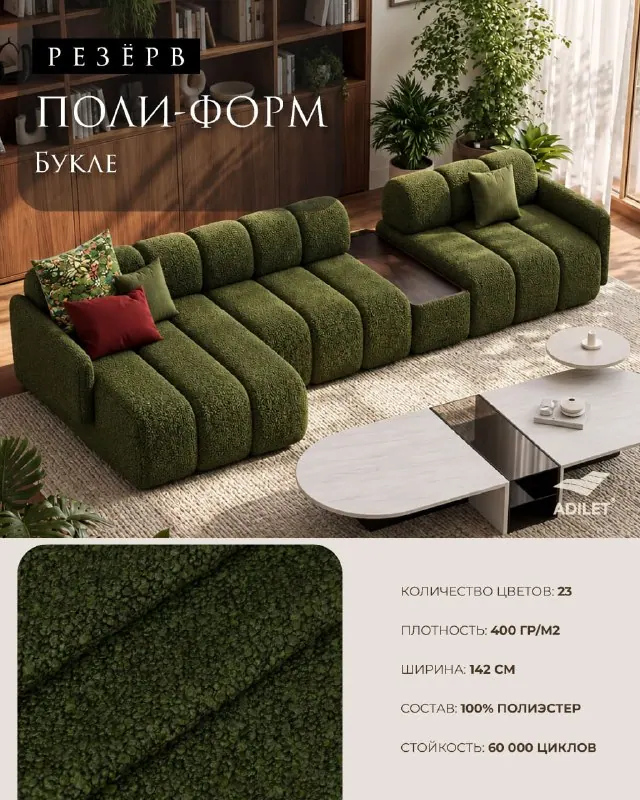 РЕЗЁРВ
ПОЛИ-ФОРМ
БУКЛЕ
ADILET
КОЛИЧЕСТВО ЦВЕТОВ: 23
ПЛОТНОСТЬ: 400 ГР/М2
ШИРИНА: 142 СМ
СОСТАВ: 100% ПОЛИЭСТЕР
СТОЙКОСТЬ: 60 000 ЦИКЛОВ